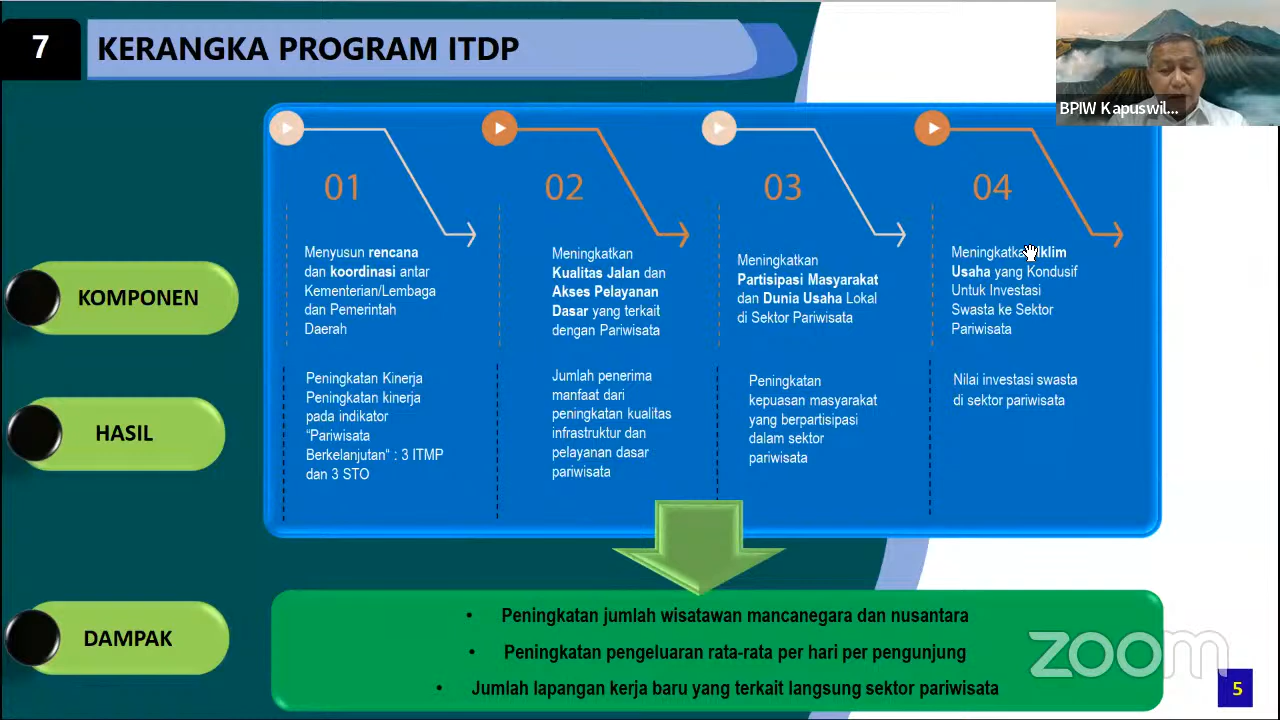 7
KERANGKA PROGRAM ITDP
BPIW Kapuswil...
01
02
03
04
KOMPONEN
Menyusun rencana
dan koordinasi antar
Kementerian/Lembaga
dan Pemerintah
Daerah
Meningkatkan
Kualitas Jalan dan
Akses Pelayanan
Dasar yang terkait
dengan Pariwisata
Meningkatkan
Partisipasi Masyarakat
dan Dunia Usaha Lokal
di Sektor Pariwisata
Meningkatkan Iklim
Usaha yang Kondusif
Untuk Investasi
Swasta ke Sektor
Pariwisata
HASIL
Peningkatan Kinerja
Peningkatan kinerja
pada indikator
“Pariwisata
Berkelanjutan“ : 3 ITMP
dan 3 STO
Jumlah penerima
manfaat dari
peningkatan kualitas
infrastruktur dan
pelayanan dasar
pariwisata
Peningkatan
kepuasan masyarakat
yang berpartisipasi
dalam sektor
pariwisata
Nilai investasi swasta
di sektor pariwisata
DAMPAK
• Peningkatan jumlah wisatawan mancanegara dan nusantara
• Peningkatan pengeluaran rata-rata per hari per pengunjung
• Jumlah lapangan kerja baru yang terkait langsung sektor pariwisata
zoom
5